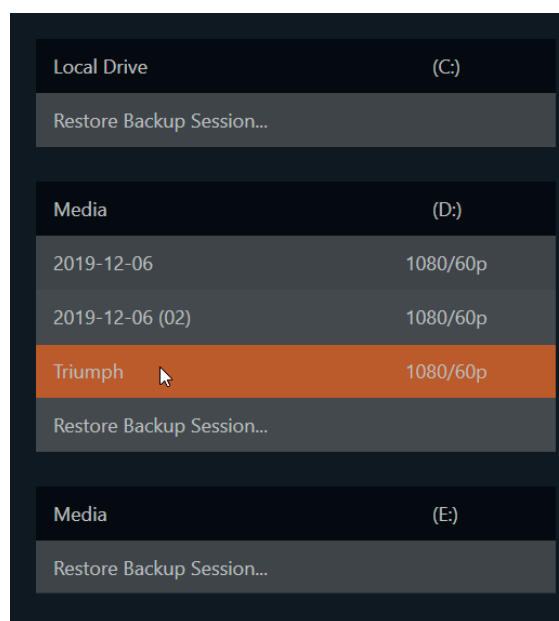 Local Drive (C:)
Restore Backup Session...
Media (D:)
2019-12-06 1080/60p
2019-12-06 (02) 1080/60p
Triumph 1080/60p
Restore Backup Session...
Media (E:)
Restore Backup Session...